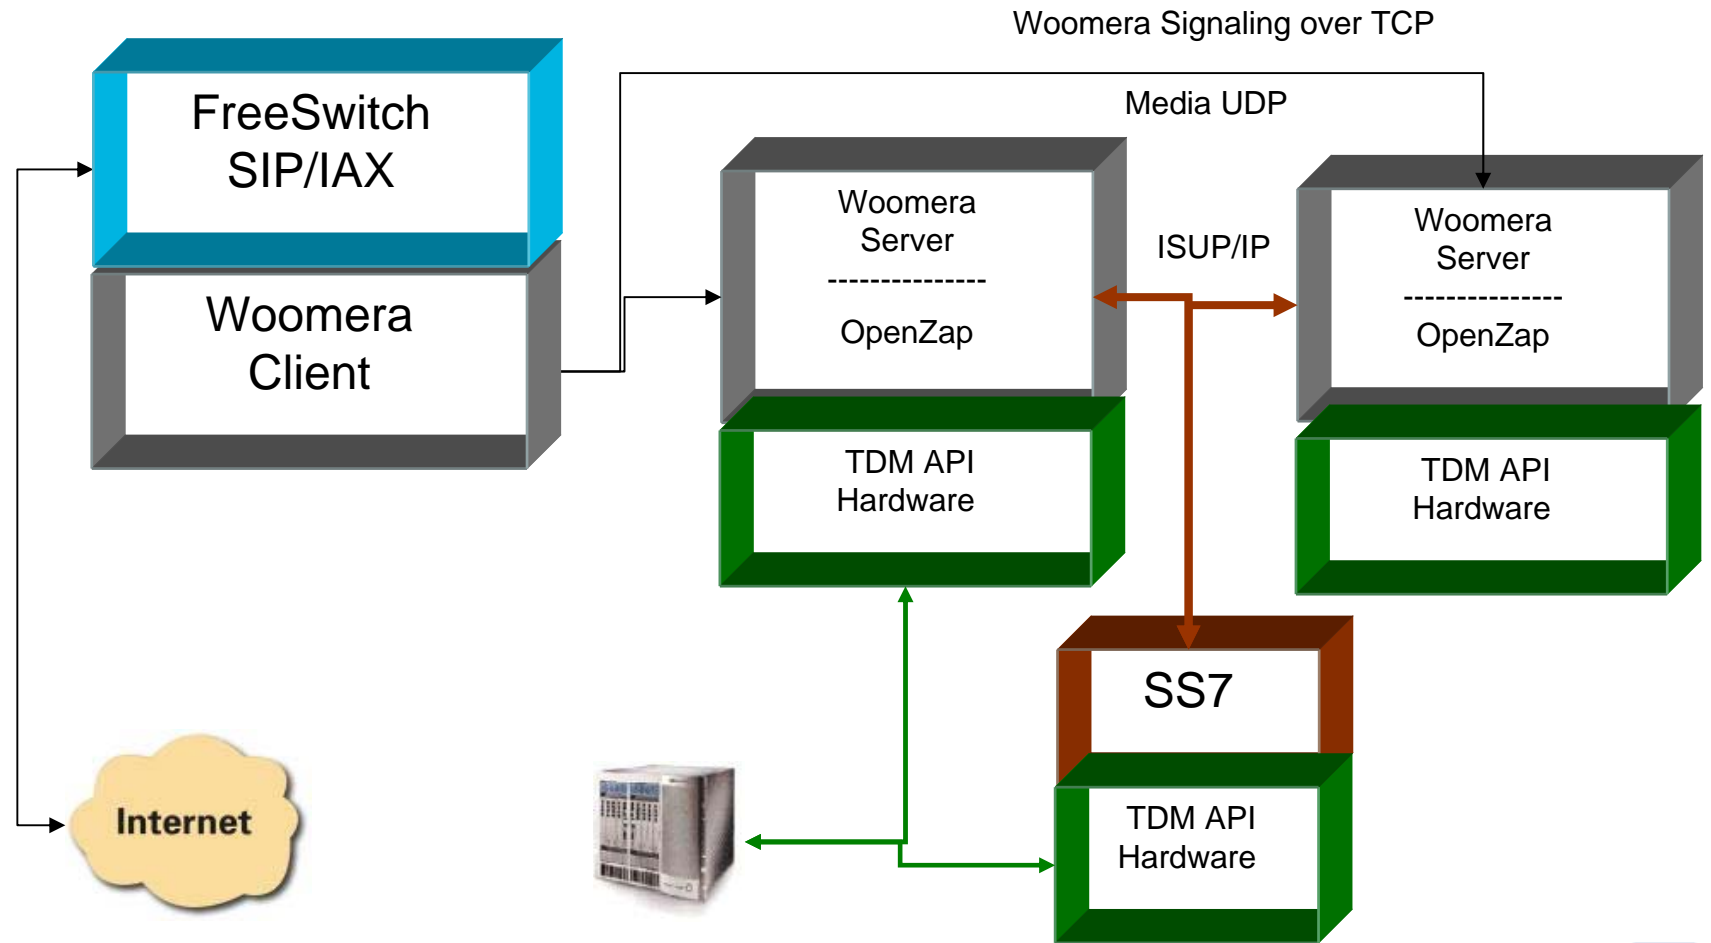 Woomera Signaling over TCP
Media UDP
FreeSwitch
SIP/IAX
Woomera
Client
Woomera
Server
---------------
OpenZap
TDM API
Hardware
ISUP/IP
Woomera
Server
---------------
OpenZap
TDM API
Hardware
SS7
TDM API
Hardware
Internet